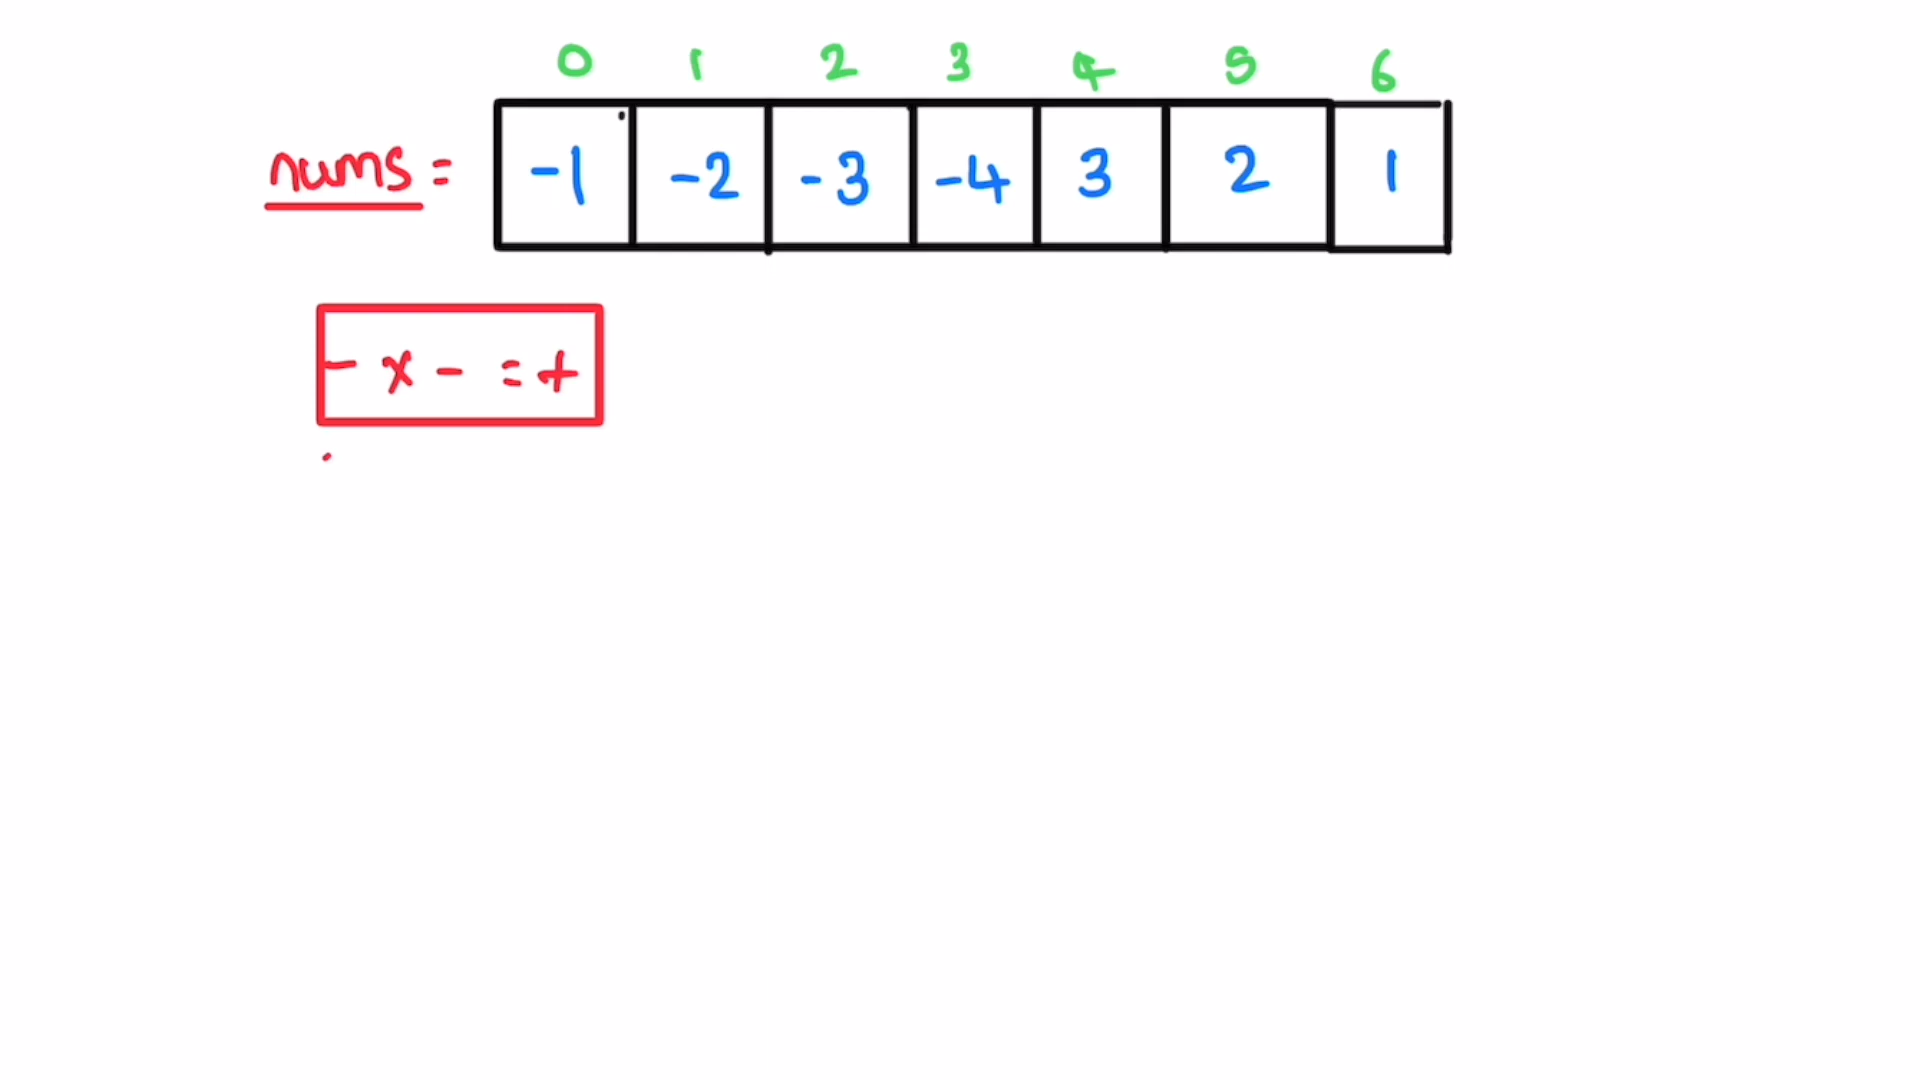 0 1 2 3 4 5 6
nums = -1 -2 -3 -4 3 2 1
- x - = +